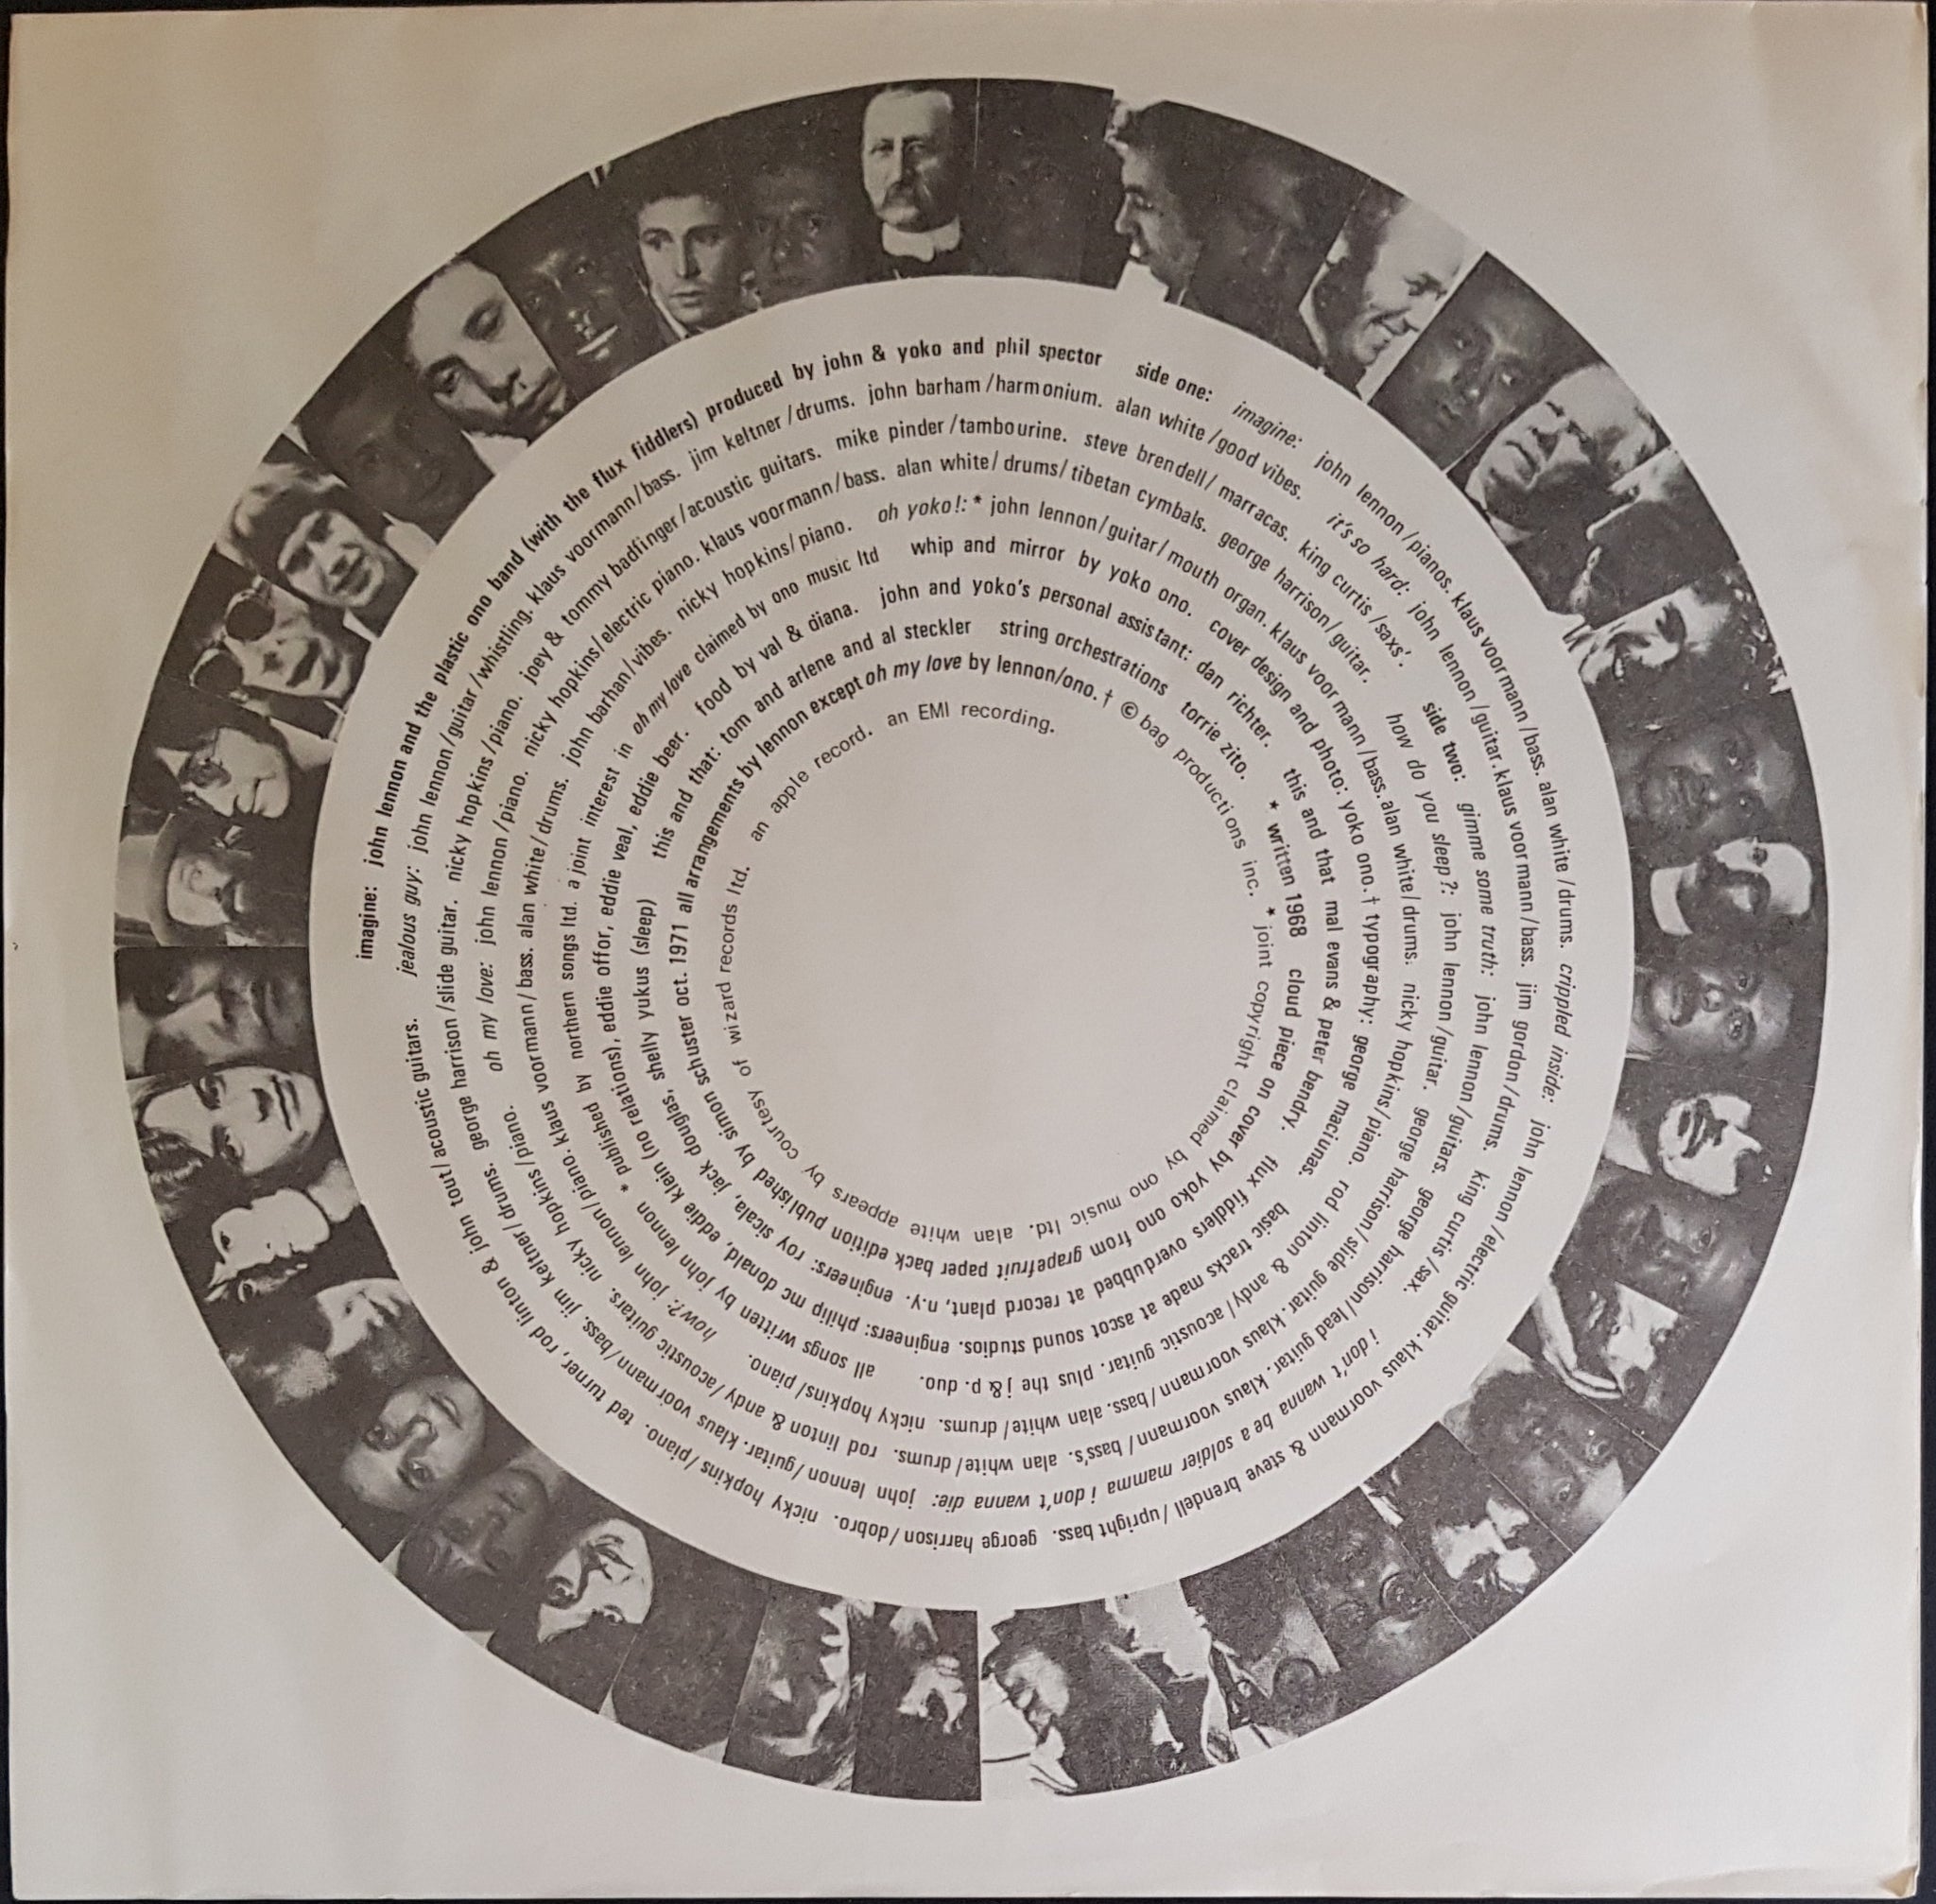 imagine: john lennon and the plastic ono band (with the flux fiddlers) produced by john & yoko and phil spector side one: imagine: john lennon/pianos. klaus voormann/bass. alan white/drums. crippled inside: john lennon/electric guitar. klaus voormann & steve brendell/upright bass. george harrison/dobro. nicky hopkins/piano. ted turner, rod linton & john tout/acoustic guitars.
jealous guy: john lennon/guitar/whistling. klaus voormann/bass. jim keltner/drums. john barham/harmonium. alan white/good vibes. it's so hard: john lennon/guitar. klaus voormann/bass. jim gordon/drums. king curtis/sax. i don't wanna be a soldier mamma i don't wanna die: john lennon/guitar. klaus voormann/bass. jim keltner/drums. george harrison/slide guitar.
nicky hopkins/piano. joey & tommy badfinger/acoustic guitars. mike pinder/tambourine. steve brendell/marracas. king curtis/saxs'. side two: gimme some truth: john lennon/guitars. george harrison/lead guitar. klaus voormann/bass's. alan white/drums. rod linton & andy/acoustic guitars. nicky hopkins/piano.
oh my love: john lennon/piano. nicky hopkins/electric piano. klaus voormann/bass. alan white/drums/tibetan cymbals. george harrison/guitar. how do you sleep?: john lennon/guitar. george harrison/slide guitar. klaus voormann/bass. alan white/drums. nicky hopkins/piano. how?: john lennon/piano. klaus voormann/bass.
alan white/drums. john barhan/vibes. nicky hopkins/piano. oh yoko!:* john lennon/guitar/mouth organ. klaus voormann/bass. alan white/drums: nicky hopkins/piano. rod linton & andy/acoustic guitar. plus the j&p. duo. all songs written by john lennon * published by northern songs ltd.
a joint interest in oh my love claimed by ono music ltd whip and mirror by yoko ono. cover design and photo: yoko ono.† typography: george maciunas. basic tracks made at ascot sound studios. engineers: philip mc donald, eddie klein (no relations), eddie offor, eddie veal, eddie beer.
food by val & diana. john and yoko's personal assistant: dan richter. this and that mal evans & peter bendry. flux fiddlers overdubbed at record plant, n.y. engineers: roy sicala, jack douglas, shelly yukus (sleep)
this and that: tom and arlene and al steckler string orchestrations torrie zito. * written 1968 cloud piece on cover by yoko ono from grapefruit paper back edition published by simon schuster oct. 1971
all arrangements by lennon except oh my love by lennon/ono. † © bag productions inc. * joint copyright claimed by ono music ltd. alan white appears by courtesy of wizard records ltd.
an apple record. an EMI recording.